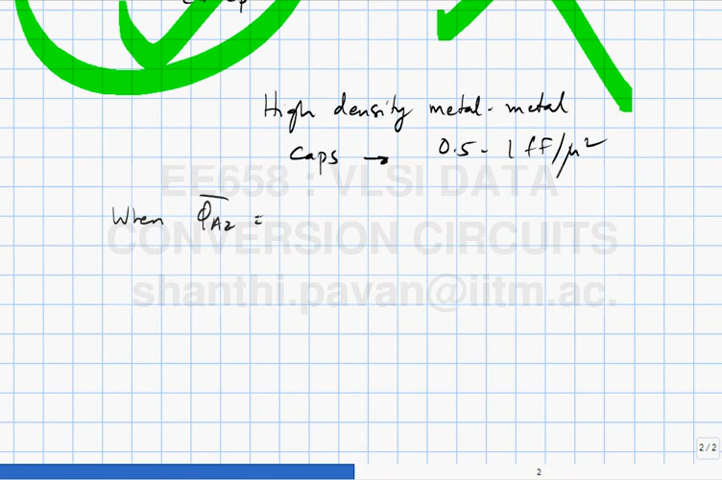 High density metal-metal
Caps → 0.5 - 1 fF/μ²
EE658 : VLSI DATA
When Φ̅A2 =
CONVERSION CIRCUITS
shanthi.pavan@iitm.ac.
2/2
2